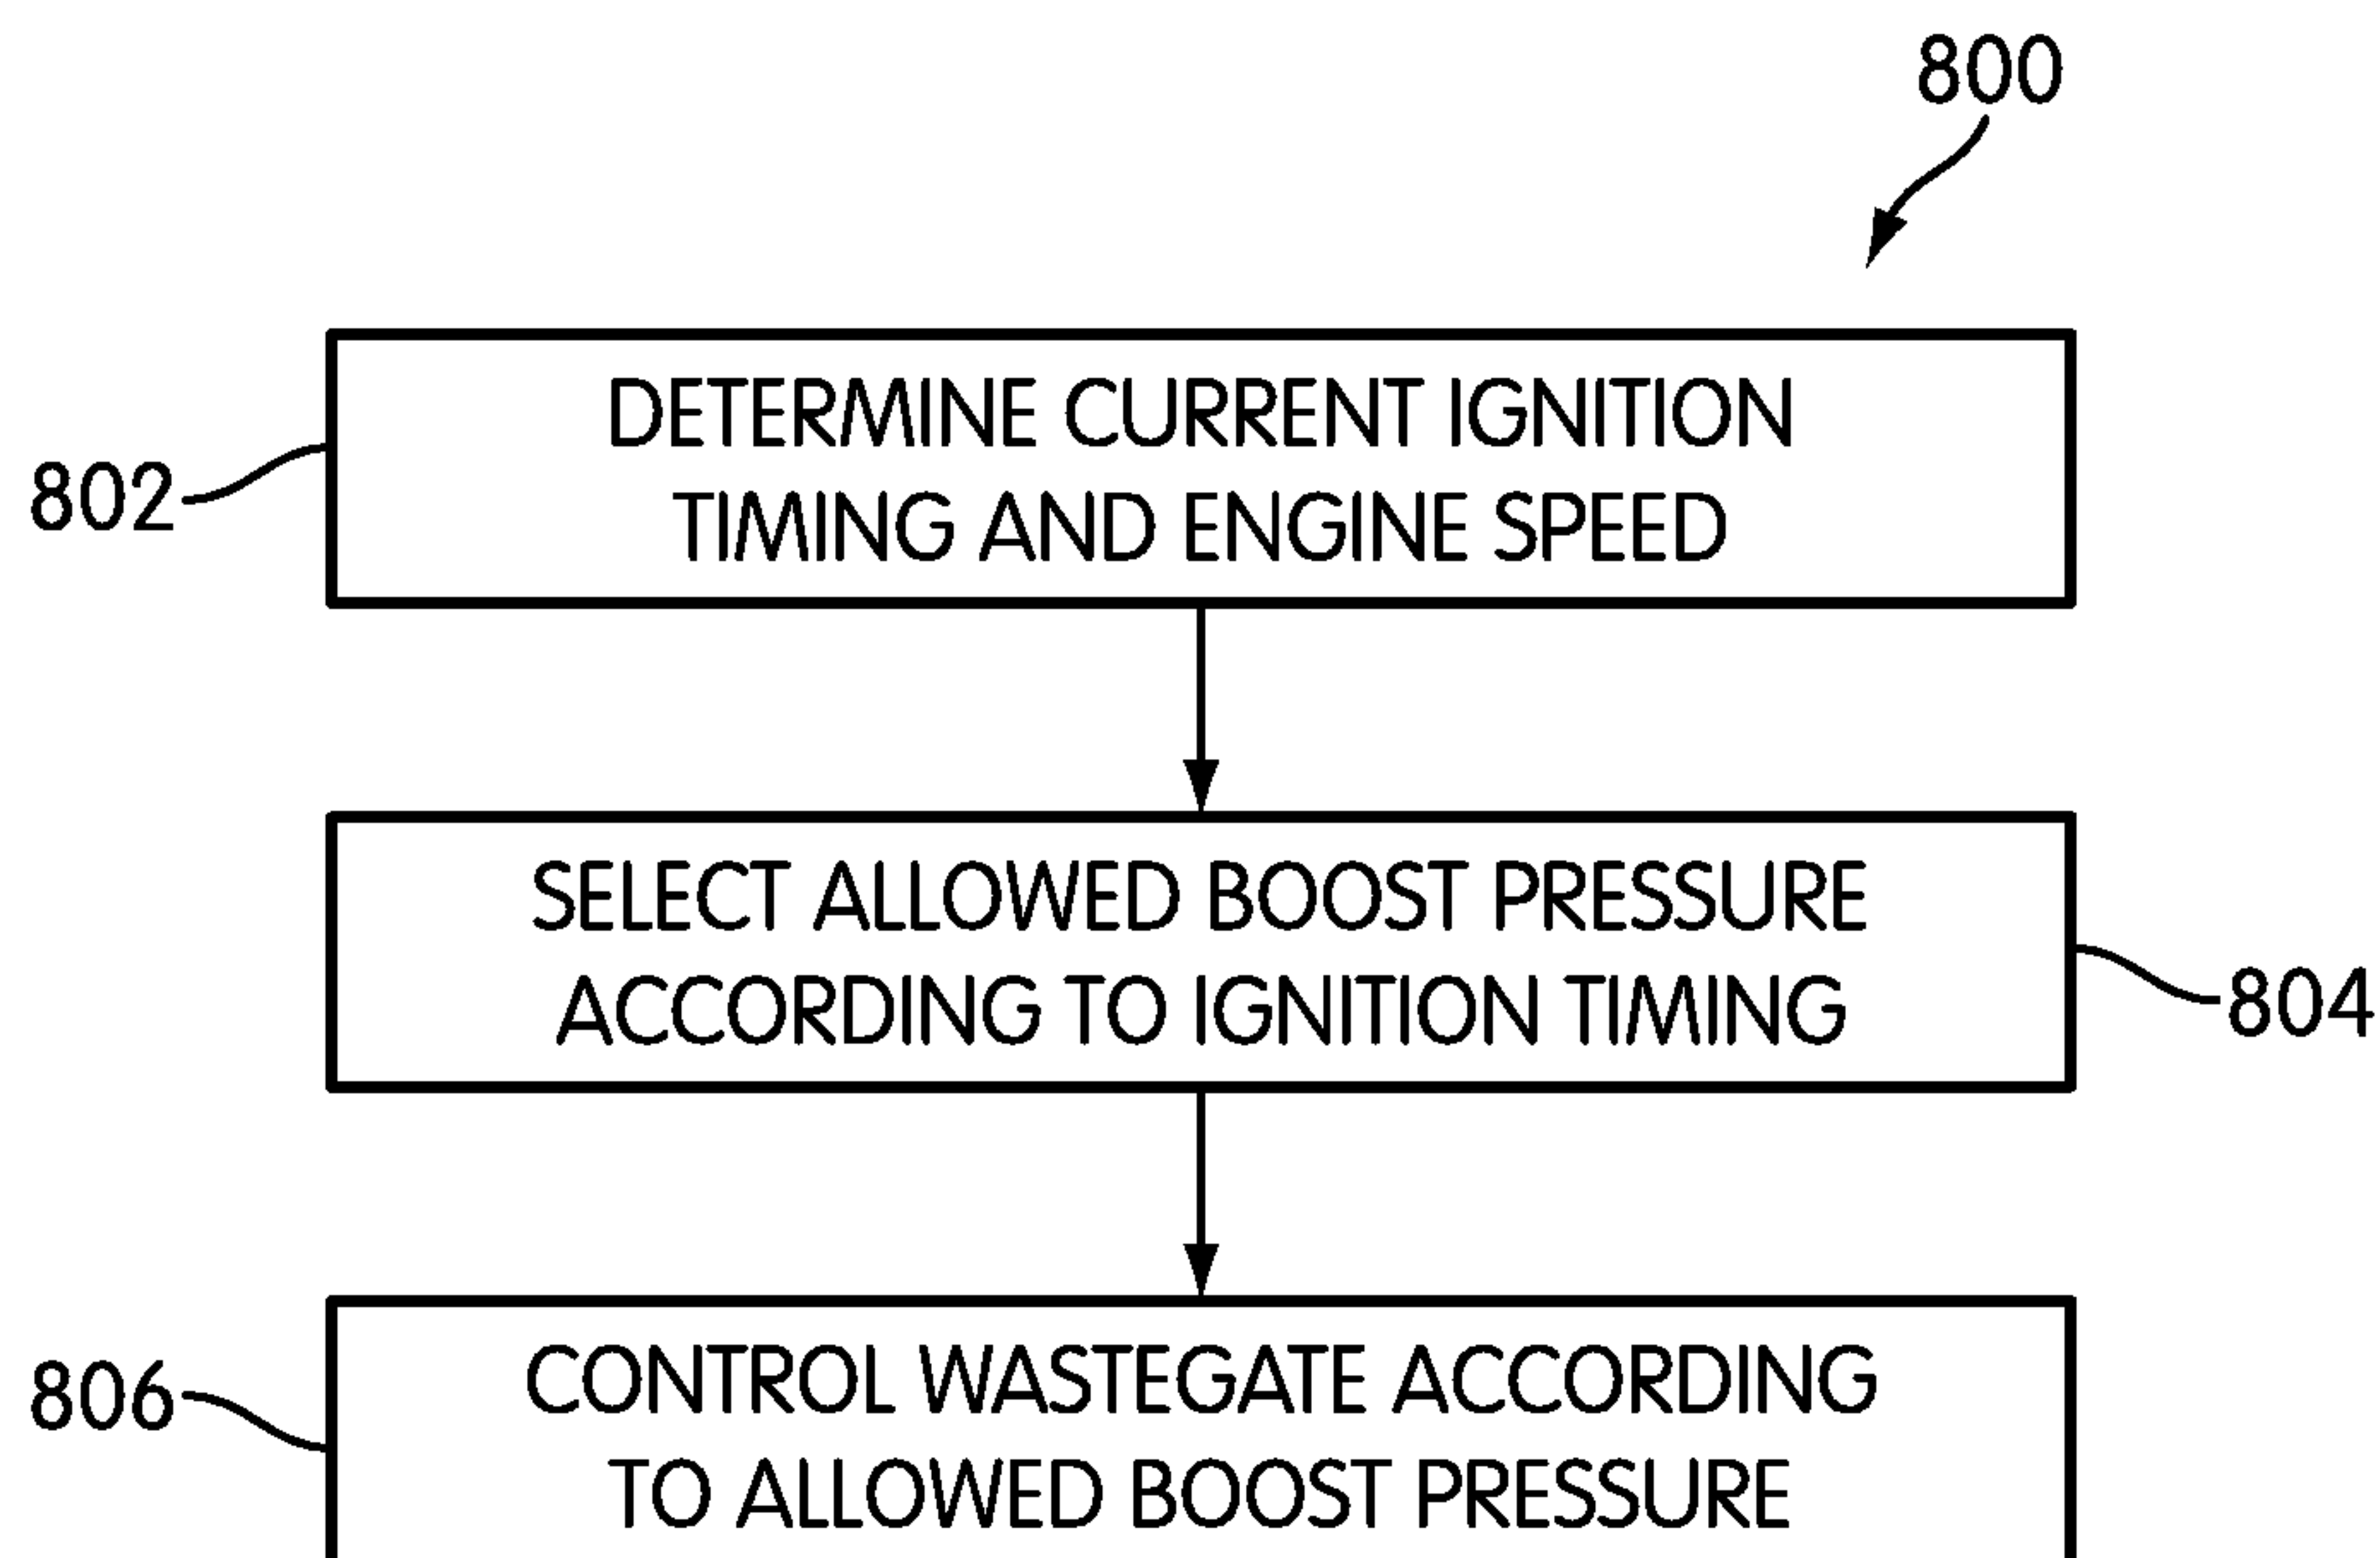 800
DETERMINE CURRENT IGNITION
TIMING AND ENGINE SPEED
802
SELECT ALLOWED BOOST PRESSURE
ACCORDING TO IGNITION TIMING
804
CONTROL WASTEGATE ACCORDING
TO ALLOWED BOOST PRESSURE
806